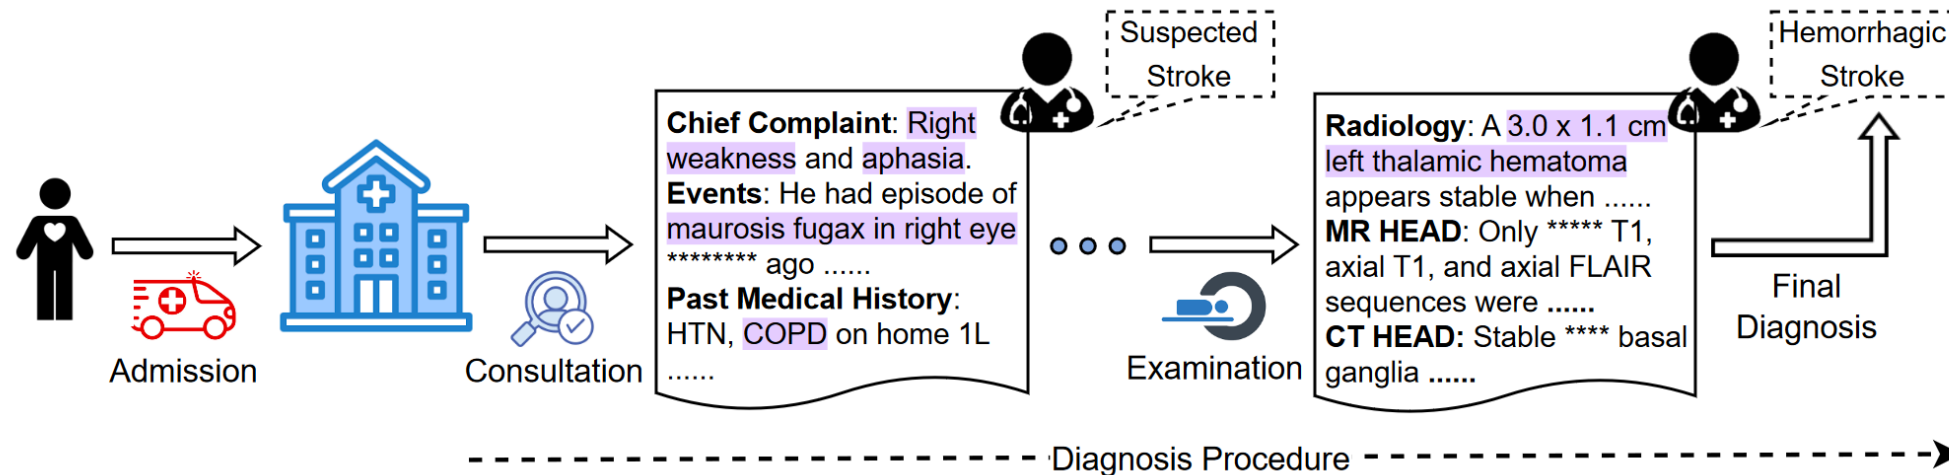 Admission
Consultation
Chief Complaint: Right
weakness and aphasia.
Events: He had episode of
maurosis fugax in right eye
******** ago ......
Past Medical History:
HTN, COPD on home 1L
......
Suspected
Stroke
Examination
Radiology: A 3.0 x 1.1 cm
left thalamic hematoma
appears stable when ......
MR HEAD: Only ***** T1,
axial T1, and axial FLAIR
sequences were ......
CT HEAD: Stable **** basal
ganglia ......
Hemorrhagic
Stroke
Final
Diagnosis
Diagnosis Procedure